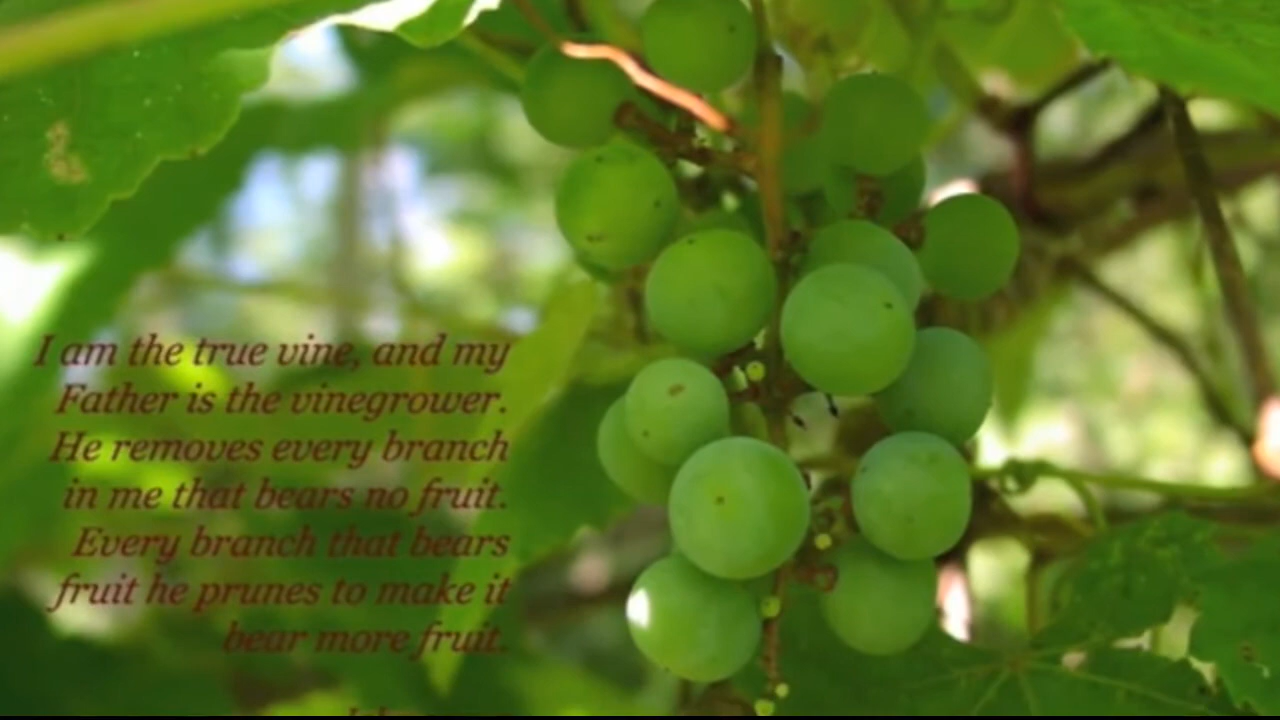 I am the true vine, and my
Father is the vinegrower.
He removes every branch
in me that bears no fruit.
Every branch that bears
fruit he prunes to make it
bear more fruit.